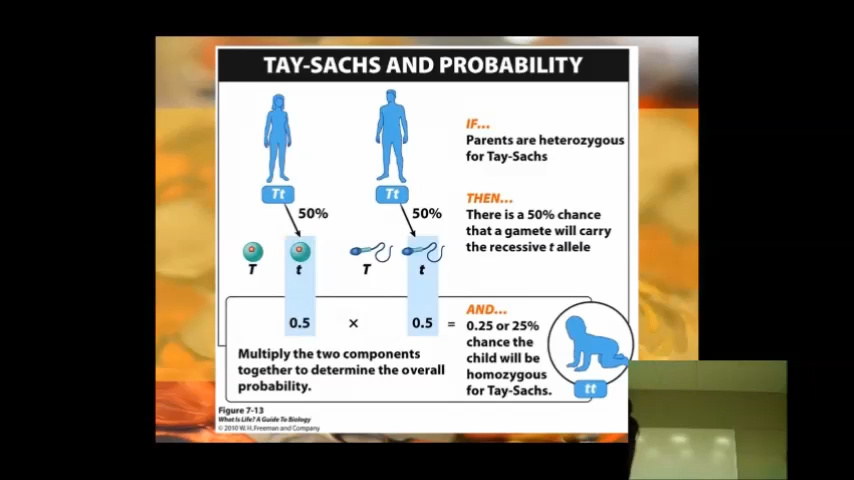 TAY-SACHS AND PROBABILITY
IF...
Parents are heterozygous
for Tay-Sachs
Tt
Tt
50%
50%
THEN...
There is a 50% chance
that a gamete will carry
the recessive t allele
T
t
T
t
0.5
×
0.5
=
AND...
0.25 or 25%
chance the
child will be
homozygous
for Tay-Sachs.
tt
Multiply the two components
together to determine the overall
probability.
Figure 7-13
What Is Life? A Guide To Biology
© 2010 W.H.Freeman and Company